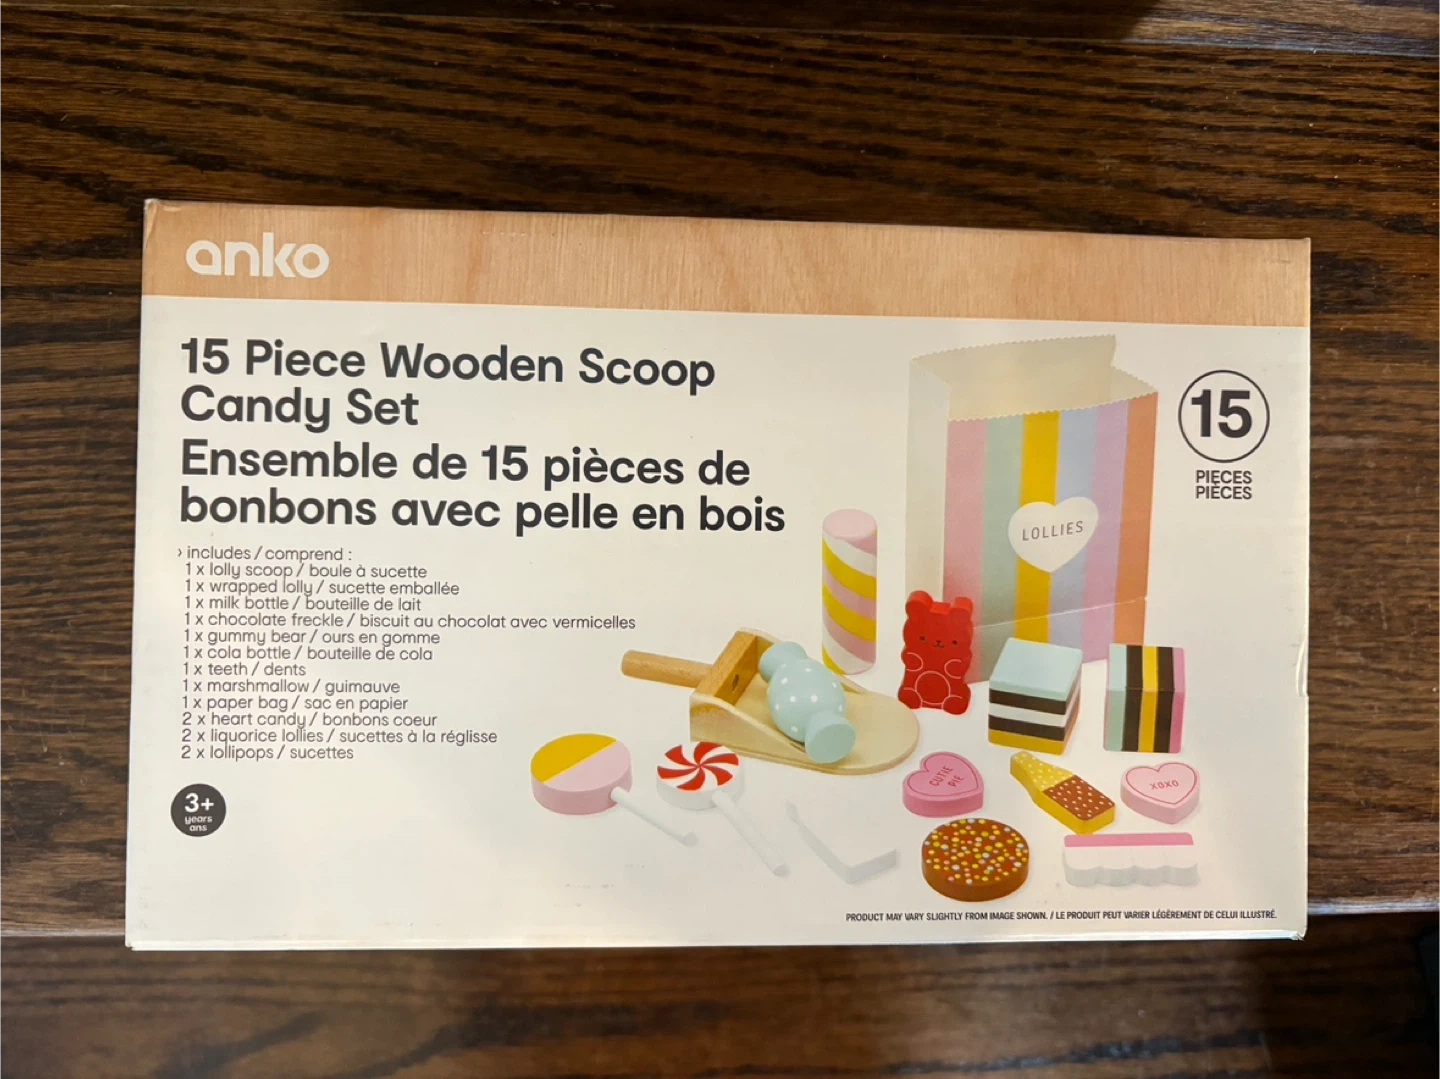 anko
15 Piece Wooden Scoop
Candy Set
Ensemble de 15 pièces de
bonbons avec pelle en bois
› includes / comprend :
1 x lolly scoop / boule à sucette
1 x wrapped lolly / sucette emballée
1 x milk bottle / bouteille de lait
1 x chocolate freckle / biscuit au chocolat avec vermicelles
1 x gummy bear / ours en gomme
1 x cola bottle / bouteille de cola
1 x teeth / dents
1 x marshmallow / guimauve
1 x paper bag / sac en papier
2 x heart candy / bonbons coeur
2 x liquorice lollies / sucettes à la réglisse
2 x lollipops / sucettes
3+
years
ans
15
PIECES
PIÈCES
LOLLIES
CUTIE
PIE
XOXO
PRODUCT MAY VARY SLIGHTLY FROM IMAGE SHOWN. / LE PRODUIT PEUT VARIER LÉGÈREMENT DE CELUI ILLUSTRÉ.